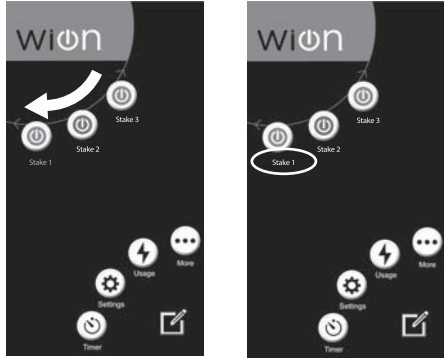 wion
Stake 3
Stake 2
Stake 1
More
Usage
Settings
Timer
wion
Stake 3
Stake 2
Stake 1
More
Usage
Settings
Timer